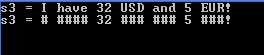 s3 = I have 32 USD and 5 EUR!
s3 = # #### 32 ### ### 5 ###!